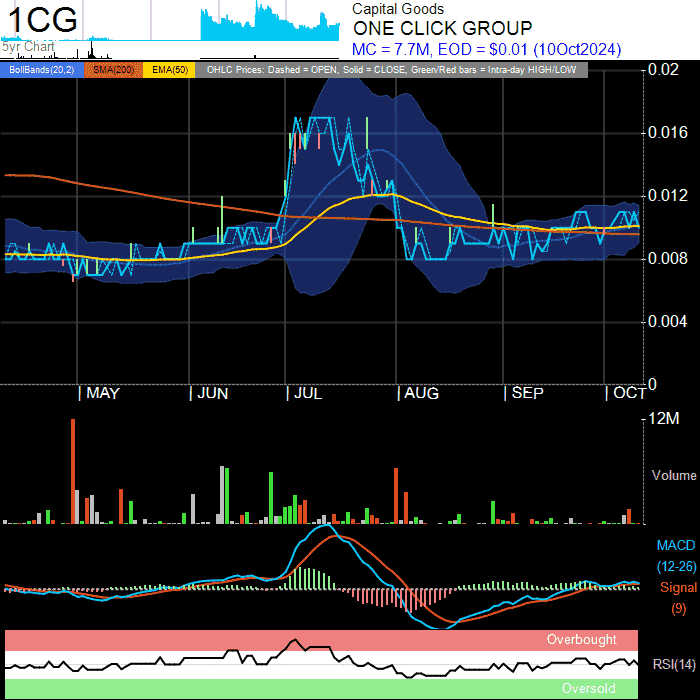 1CG
5yr Chart
Capital Goods
ONE CLICK GROUP
MC = 7.7M, EOD = $0.01 (10Oct2024)
BollBands(20,2) SMA(200) EMA(50) OHLC Prices: Dashed = OPEN, Solid = CLOSE, Green/Red bars = Intra-day HIGH/LOW
0.02
0.016
0.012
0.008
0.004
0
| MAY | JUN | JUL | AUG | SEP | OCT
12M
Volume
MACD
(12-26)
Signal
(9)
Overbought
RSI(14)
Oversold